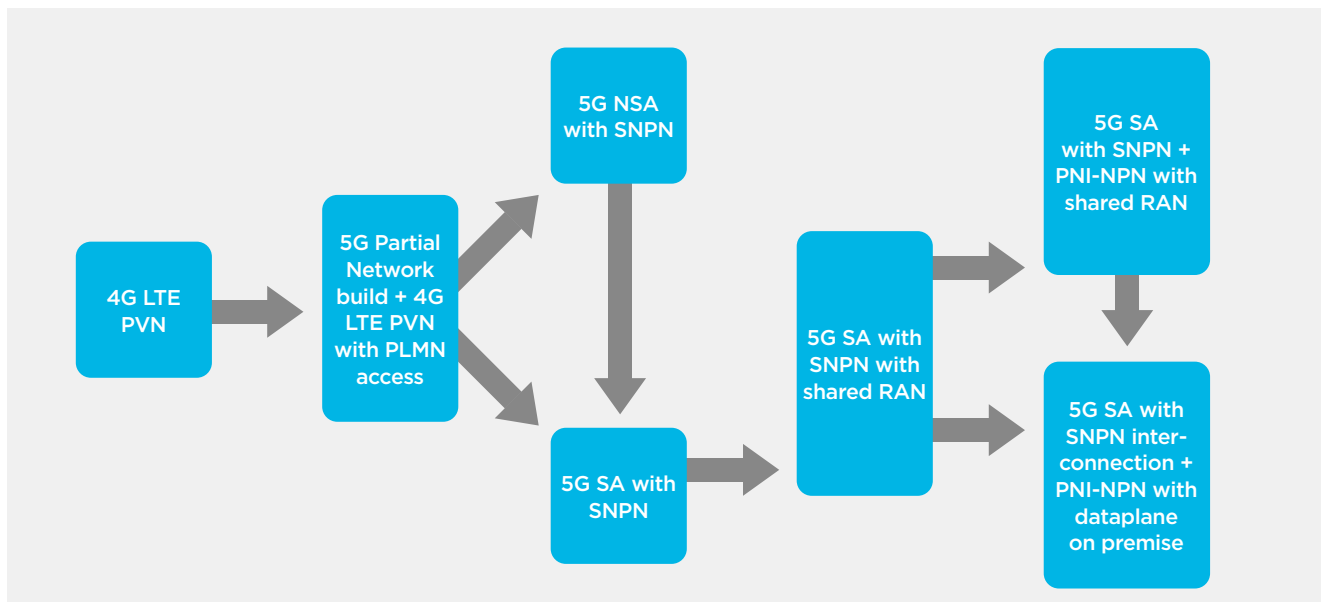 4G LTE
PVN
5G Partial
Network
build + 4G
LTE PVN
with PLMN
access
5G NSA
with SNPN
5G SA with
SNPN
5G SA with
SNPN with
shared RAN
5G SA
with SNPN +
PNI-NPN with
shared RAN
5G SA with
SNPN inter-
connection +
PNI-NPN with
dataplane
on premise